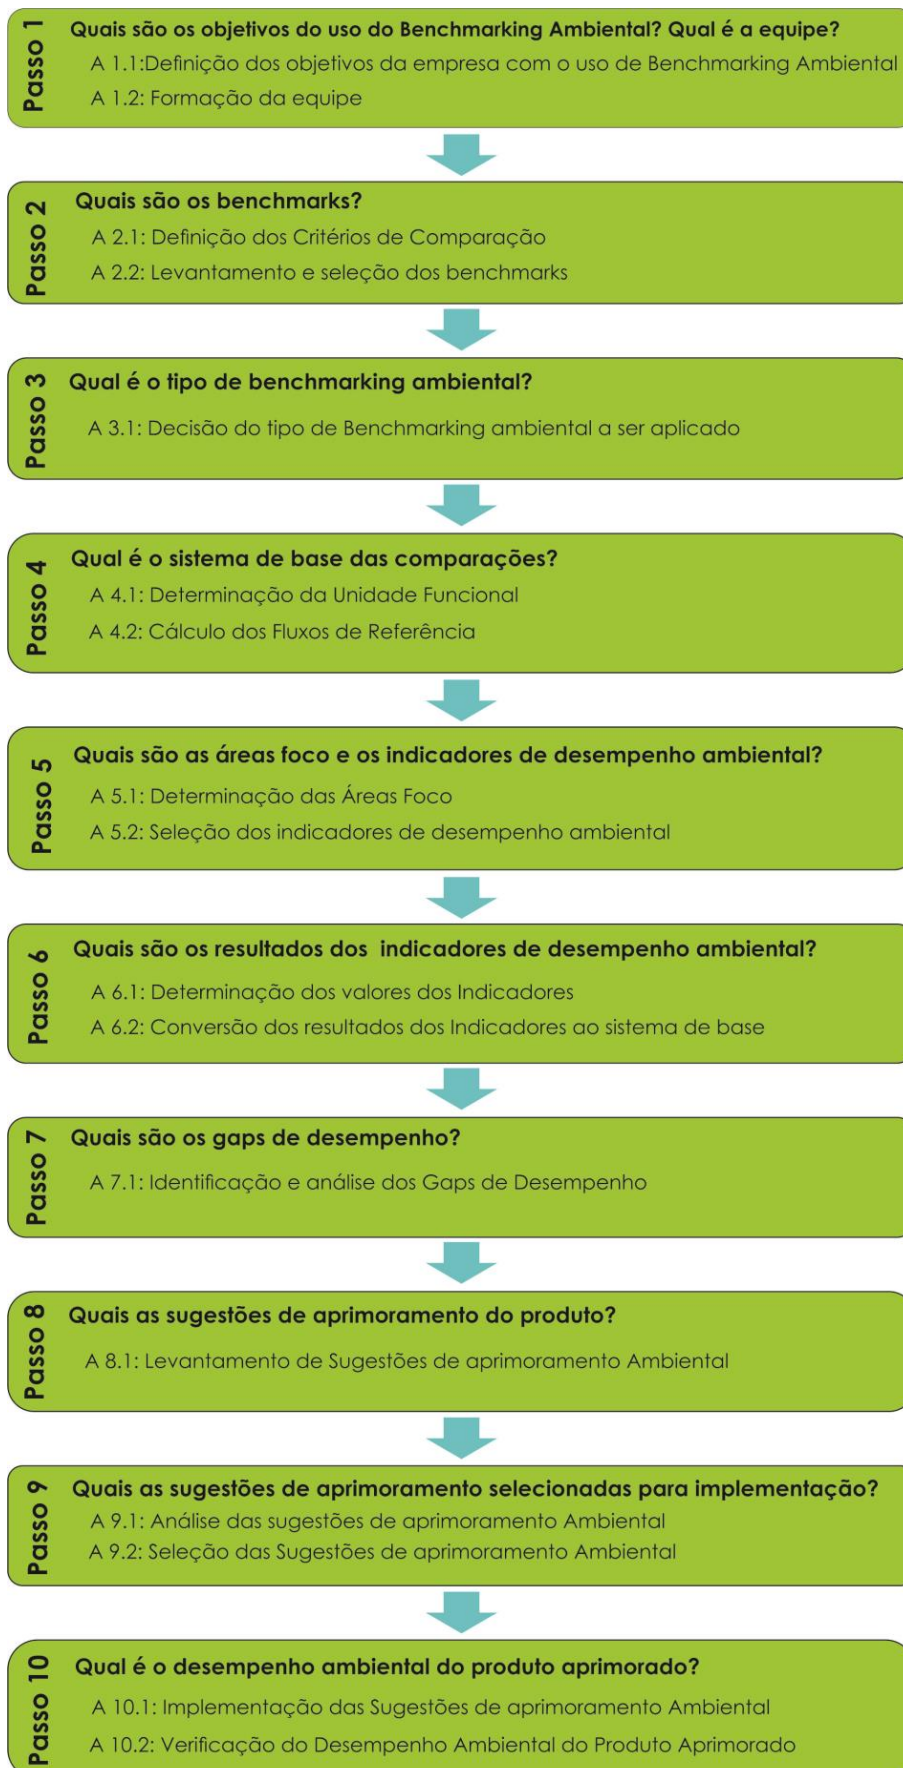 Passo 1
Quais são os objetivos do uso do Benchmarking Ambiental? Qual é a equipe?
A 1.1:Definição dos objetivos da empresa com o uso de Benchmarking Ambiental
A 1.2: Formação da equipe
Passo 2
Quais são os benchmarks?
A 2.1: Definição dos Critérios de Comparação
A 2.2: Levantamento e seleção dos benchmarks
Passo 3
Qual é o tipo de benchmarking ambiental?
A 3.1: Decisão do tipo de Benchmarking ambiental a ser aplicado
Passo 4
Qual é o sistema de base das comparações?
A 4.1: Determinação da Unidade Funcional
A 4.2: Cálculo dos Fluxos de Referência
Passo 5
Quais são as áreas foco e os indicadores de desempenho ambiental?
A 5.1: Determinação das Áreas Foco
A 5.2: Seleção dos indicadores de desempenho ambiental
Passo 6
Quais são os resultados dos indicadores de desempenho ambiental?
A 6.1: Determinação dos valores dos Indicadores
A 6.2: Conversão dos resultados dos Indicadores ao sistema de base
Passo 7
Quais são os gaps de desempenho?
A 7.1: Identificação e análise dos Gaps de Desempenho
Passo 8
Quais as sugestões de aprimoramento do produto?
A 8.1: Levantamento de Sugestões de aprimoramento Ambiental
Passo 9
Quais as sugestões de aprimoramento selecionadas para implementação?
A 9.1: Análise das sugestões de aprimoramento Ambiental
A 9.2: Seleção das Sugestões de aprimoramento Ambiental
Passo 10
Qual é o desempenho ambiental do produto aprimorado?
A 10.1: Implementação das Sugestões de aprimoramento Ambiental
A 10.2: Verificação do Desempenho Ambiental do Produto Aprimorado